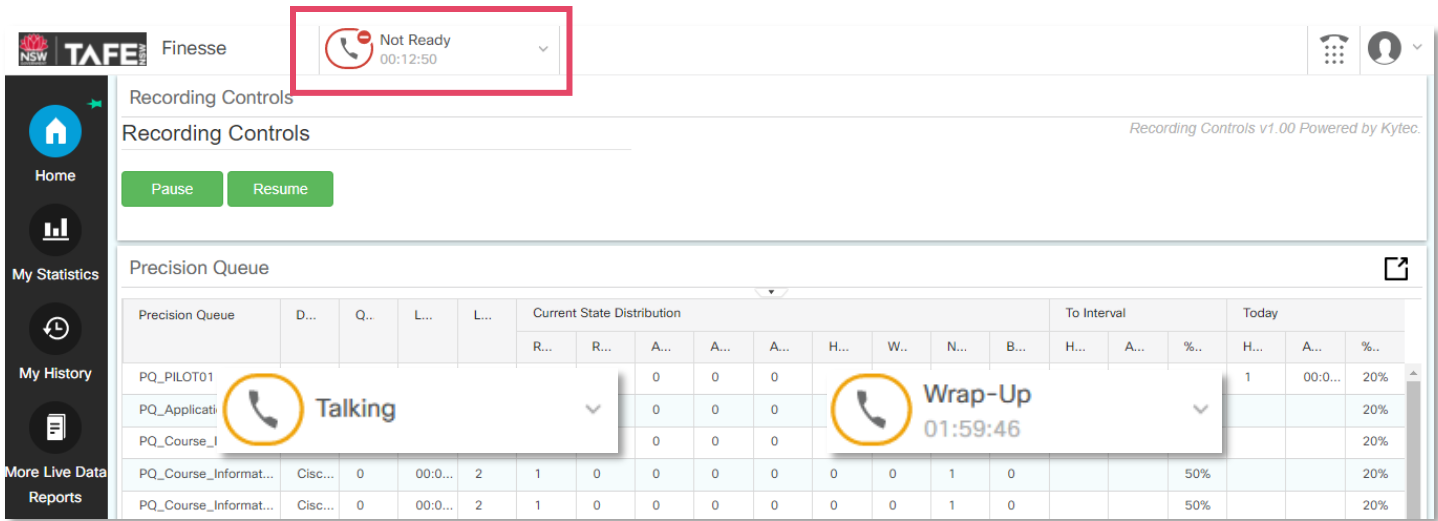 NSW
GOVERNMENT
TAFE NSW
Finesse
Not Ready
00:12:50
Recording Controls
Recording Controls
Recording Controls v1.00 Powered by Kytec.
Pause
Resume
Home
My Statistics
My History
More Live Data
Reports
Precision Queue
Precision Queue D... Q.. L... L... Current State Distribution To Interval Today
R... R... A... A... A... H... W.. N... B... H... A... %.. H... A... %..
PQ_PILOT01 0 0 0 1 00:0... 20%
PQ_Applicati 0 0 0 20%
PQ_Course_I 0 0 0 20%
Talking
Wrap-Up
01:59:46
PQ_Course_Informat... Cisc... 0 00:0... 2 1 0 0 0 0 0 0 1 0 50% 20%
PQ_Course_Informat... Cisc... 0 00:0... 2 1 0 0 0 0 0 0 1 0 50% 20%